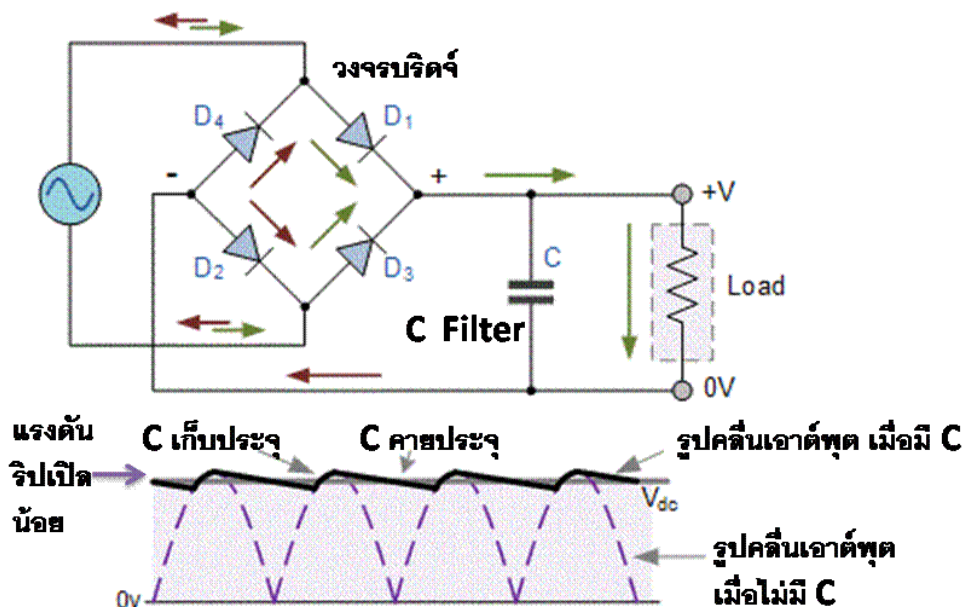 วงจรบริดจ์
D4
D1
-
+
+V
D2
D3
C
Load
C Filter
0V
แรงดัน
ริปเปิด
น้อย
C เก็บประจุ
C คายประจุ
รูปคลื่นเอาต์พุต เมื่อมี C
Vdc
รูปคลื่นเอาต์พุต
เมื่อไม่มี C
0v